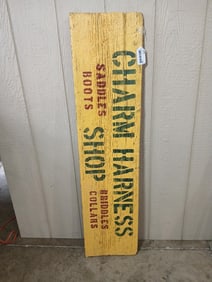 CHARM HARNESS
SHOP
SADDLES
BOOTS
BRIDDLES
COLLARS